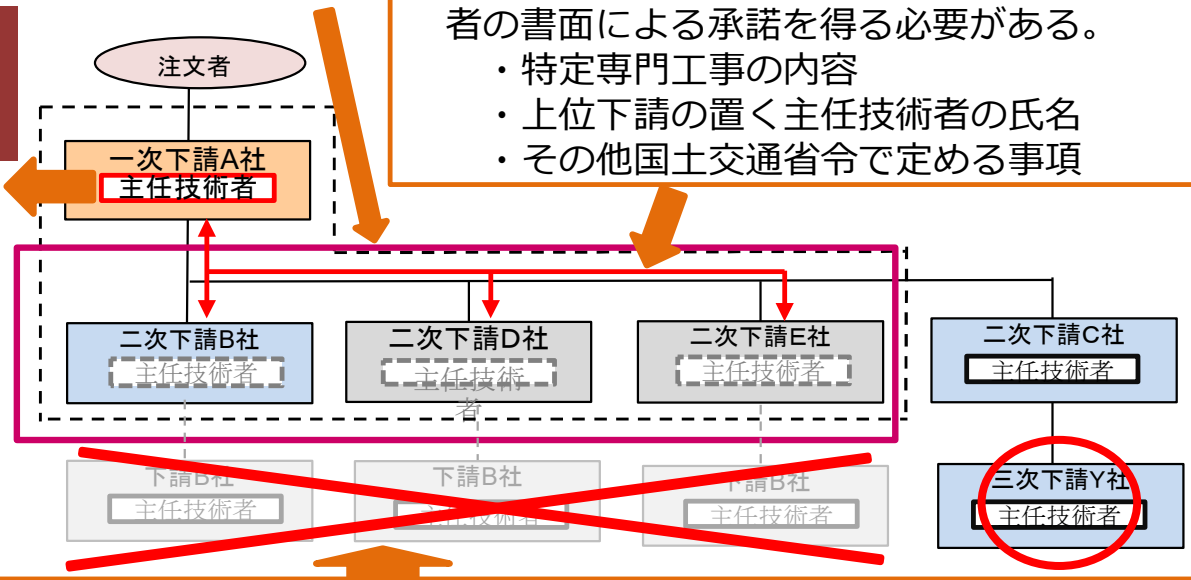 者の書面による承諾を得る必要がある。
・特定専門工事の内容
・上位下請の置く主任技術者の氏名
・その他国土交通省令で定める事項
注文者
一次下請A社
主任技術者
二次下請B社
主任技術者
二次下請D社
主任技術
者
二次下請E社
主任技術者
二次下請C社
主任技術者
下請B社
主任技術者
下請B社
主任技術者
下請B社
主任技術者
三次下請Y社
主任技術者